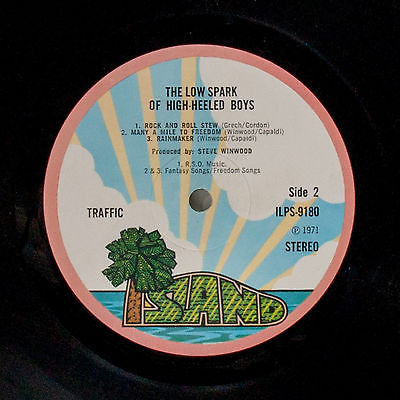 THE LOW SPARK
OF HIGH-HEELED BOYS
1. ROCK AND ROLL STEW (Grech/Gordon)
2. MANY A MILE TO FREEDOM (Winwood/Capaldi)
3. RAINMAKER (Winwood/Capaldi)
Produced by: STEVE WINWOOD
1. R.S.O. Music.
2 & 3. Fantasy Songs/Freedom Songs
Side 2
TRAFFIC
ILPS-9180
Ⓟ 1971
STEREO
ISLAND